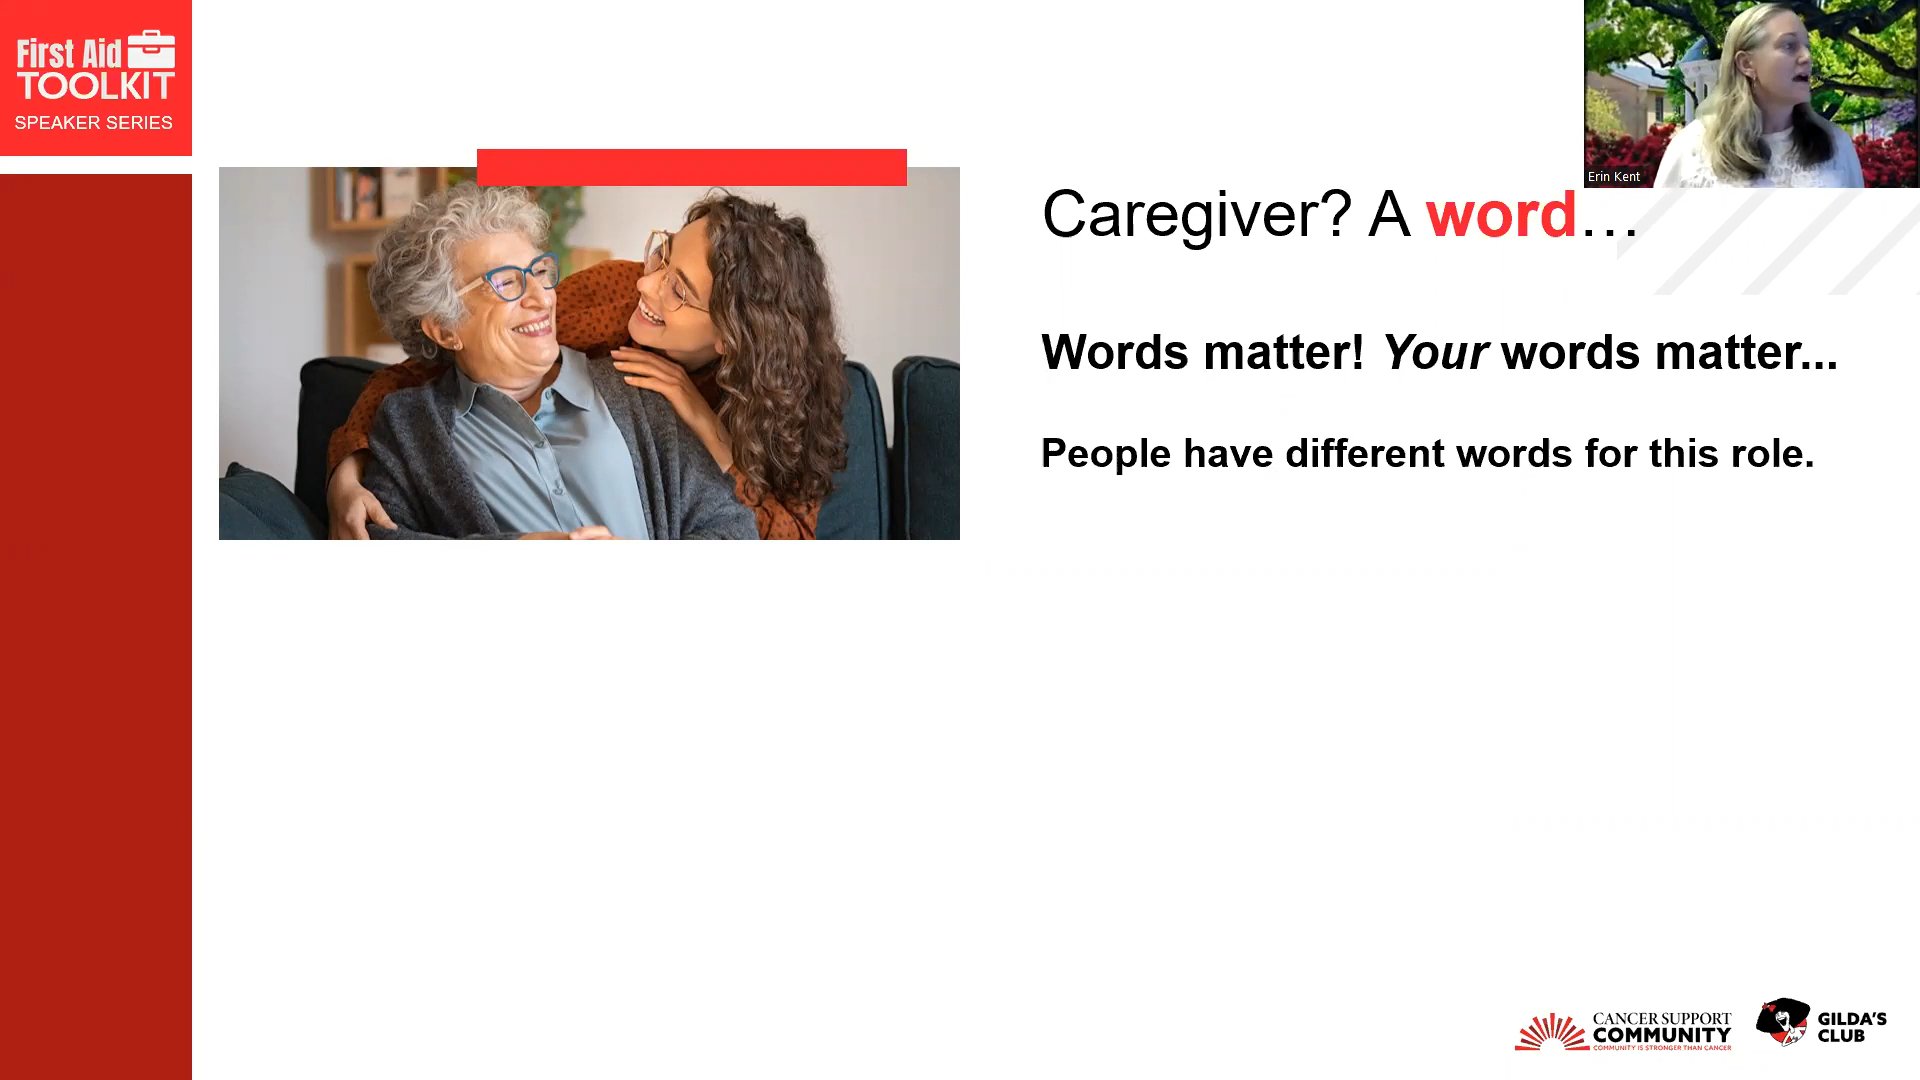 First Aid
TOOLKIT
SPEAKER SERIES
Erin Kent
Caregiver? A word…
Words matter! Your words matter...
People have different words for this role.
CANCER SUPPORT
COMMUNITY
COMMUNITY IS STRONGER THAN CANCER
GILDA'S
CLUB